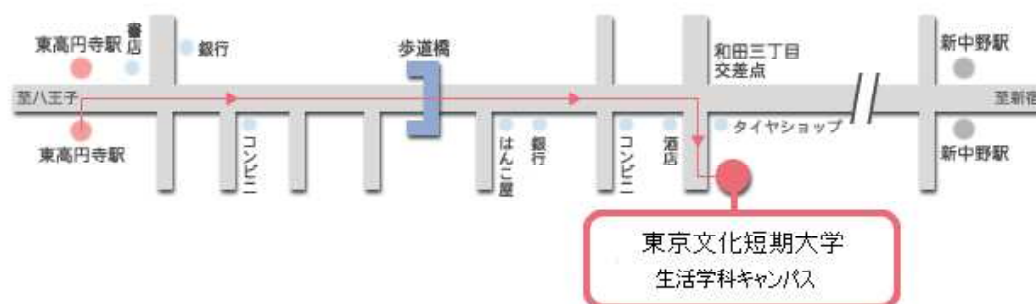 東高円寺駅
書店
銀行
歩道橋
和田三丁目
交差点
新中野駅
至八王子
至新宿
東高円寺駅
コンビニ
はんこ屋
銀行
コンビニ
酒店
タイヤショップ
新中野駅
東京文化短期大学
生活学科キャンパス